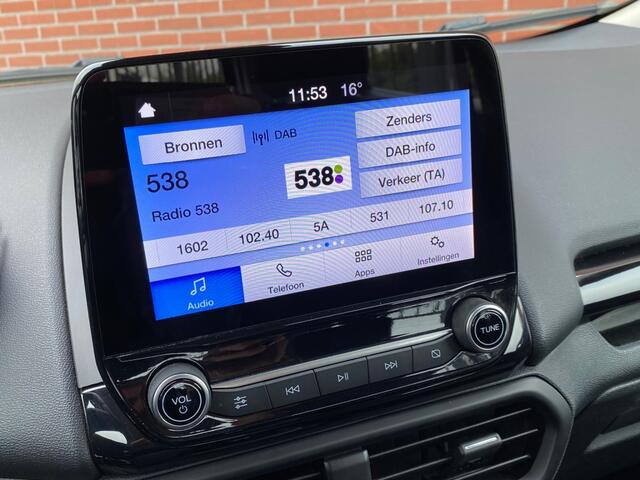 11:53 16°
Bronnen DAB Zenders
538 538 DAB-info
Radio 538 Verkeer (TA)
1602 102.40 5A 531 107.10
Audio Telefoon Apps Instellingen
VOL TUNE